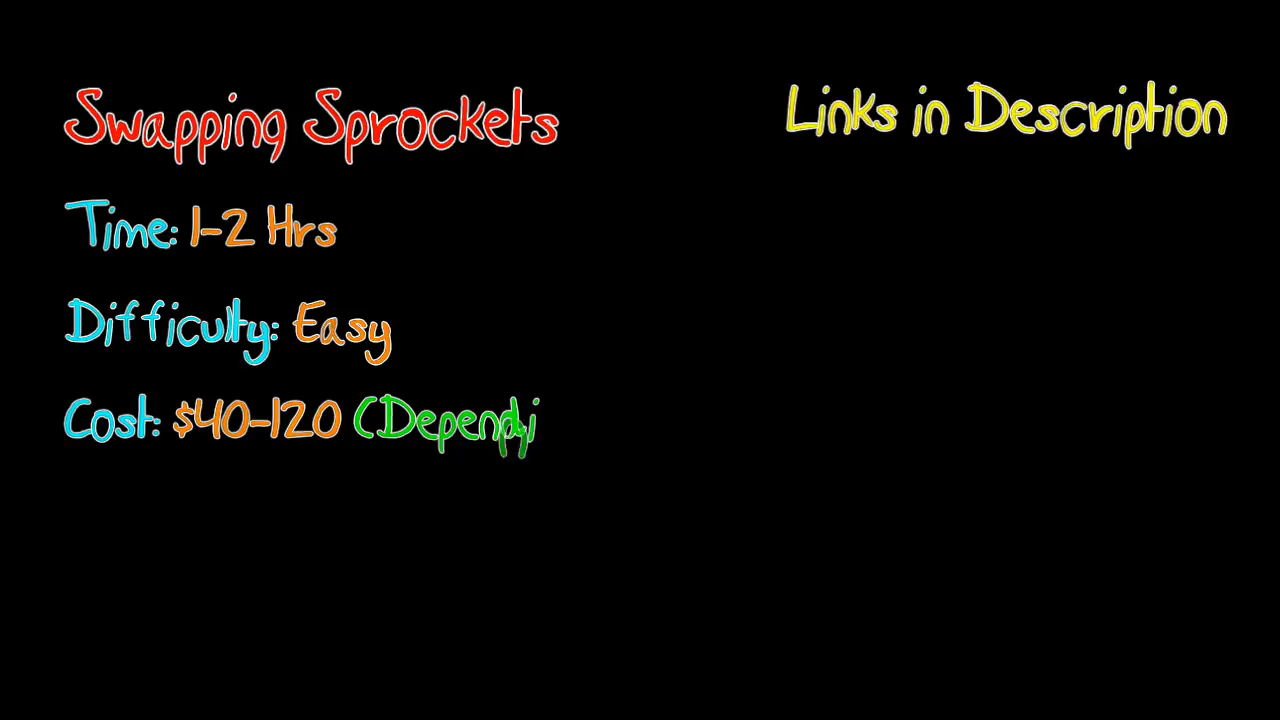 Swapping Sprockets
Links in Description
Time: 1-2 Hrs
Difficulty: Easy
Cost: $40-120